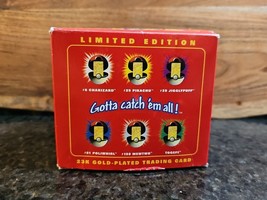 LIMITED EDITION
#6 CHARIZARD #25 PIKACHU #39 JIGGLYPUFF
Gotta catch 'em all!
#61 POLIWHIRL #150 MEWTWO TOGEPI
23K GOLD-PLATED TRADING CARD